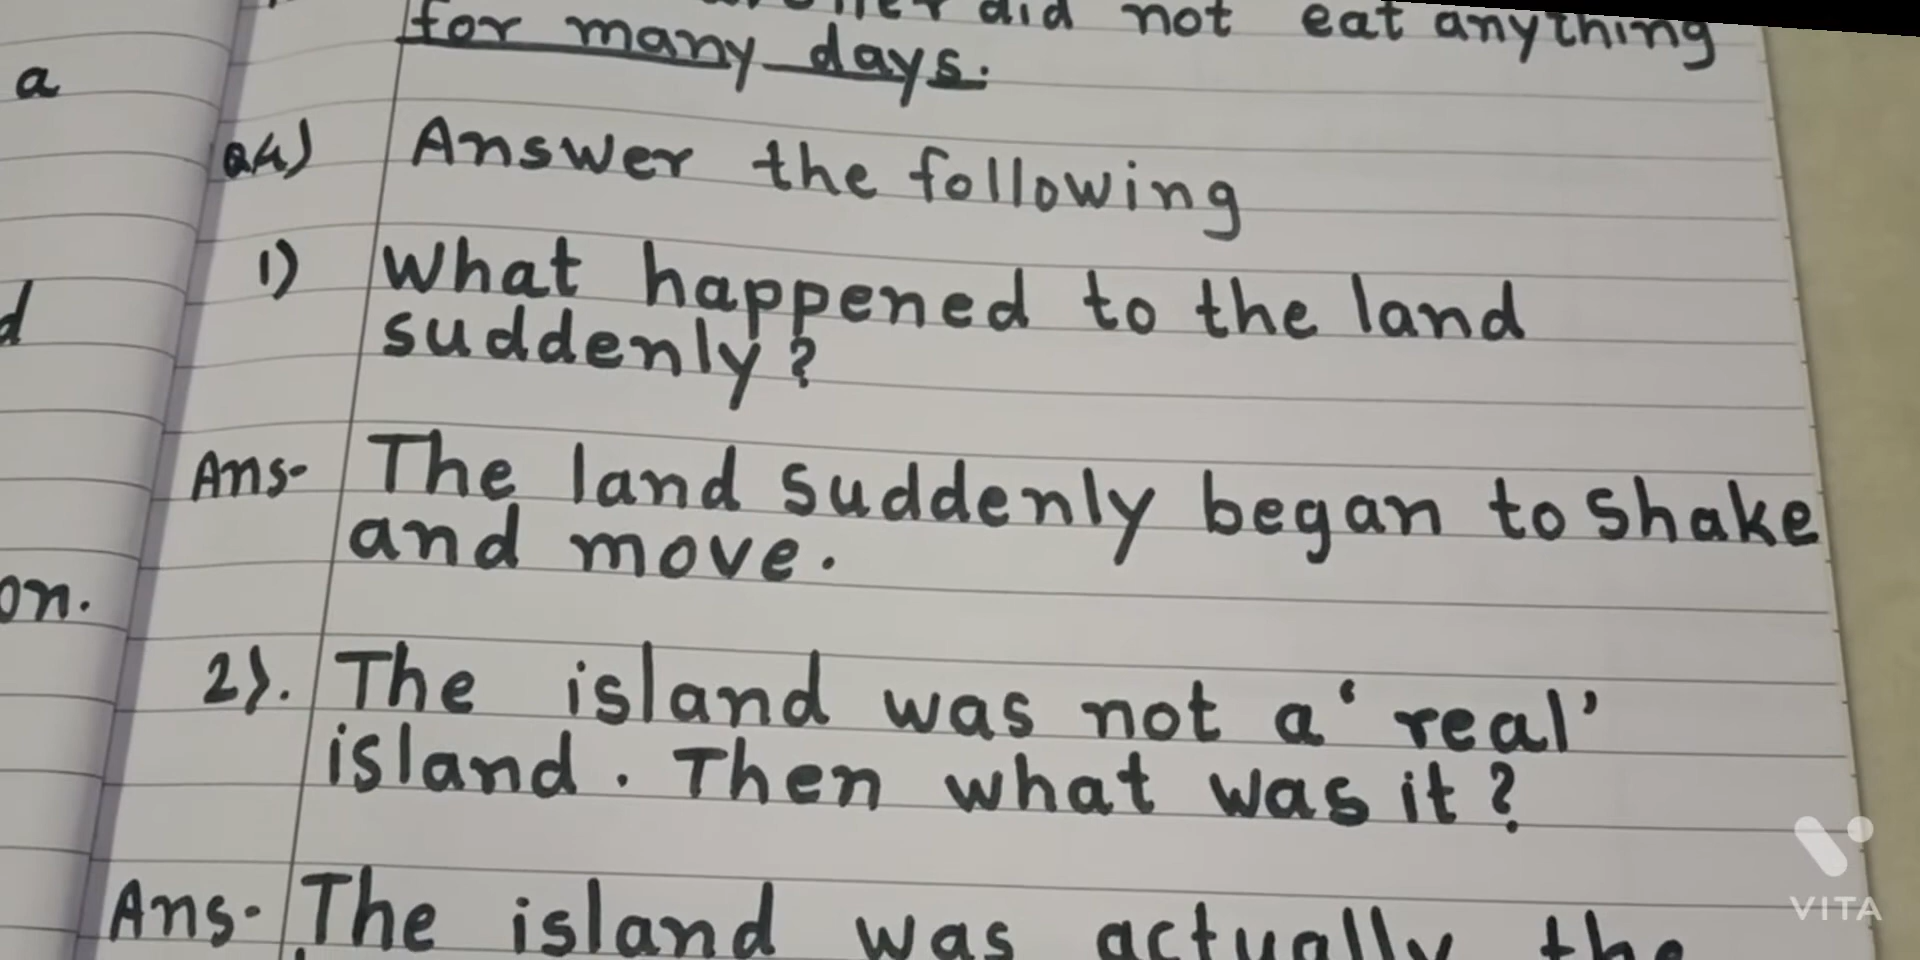 did not eat anything
for many days.
a
Q4) Answer the following
1) What happened to the land
suddenly?
d
Ans- The land suddenly began to shake
and move.
on.
2). The island was not a ‘real’
island. Then what was it?
Ans- The island was actually the
VITA